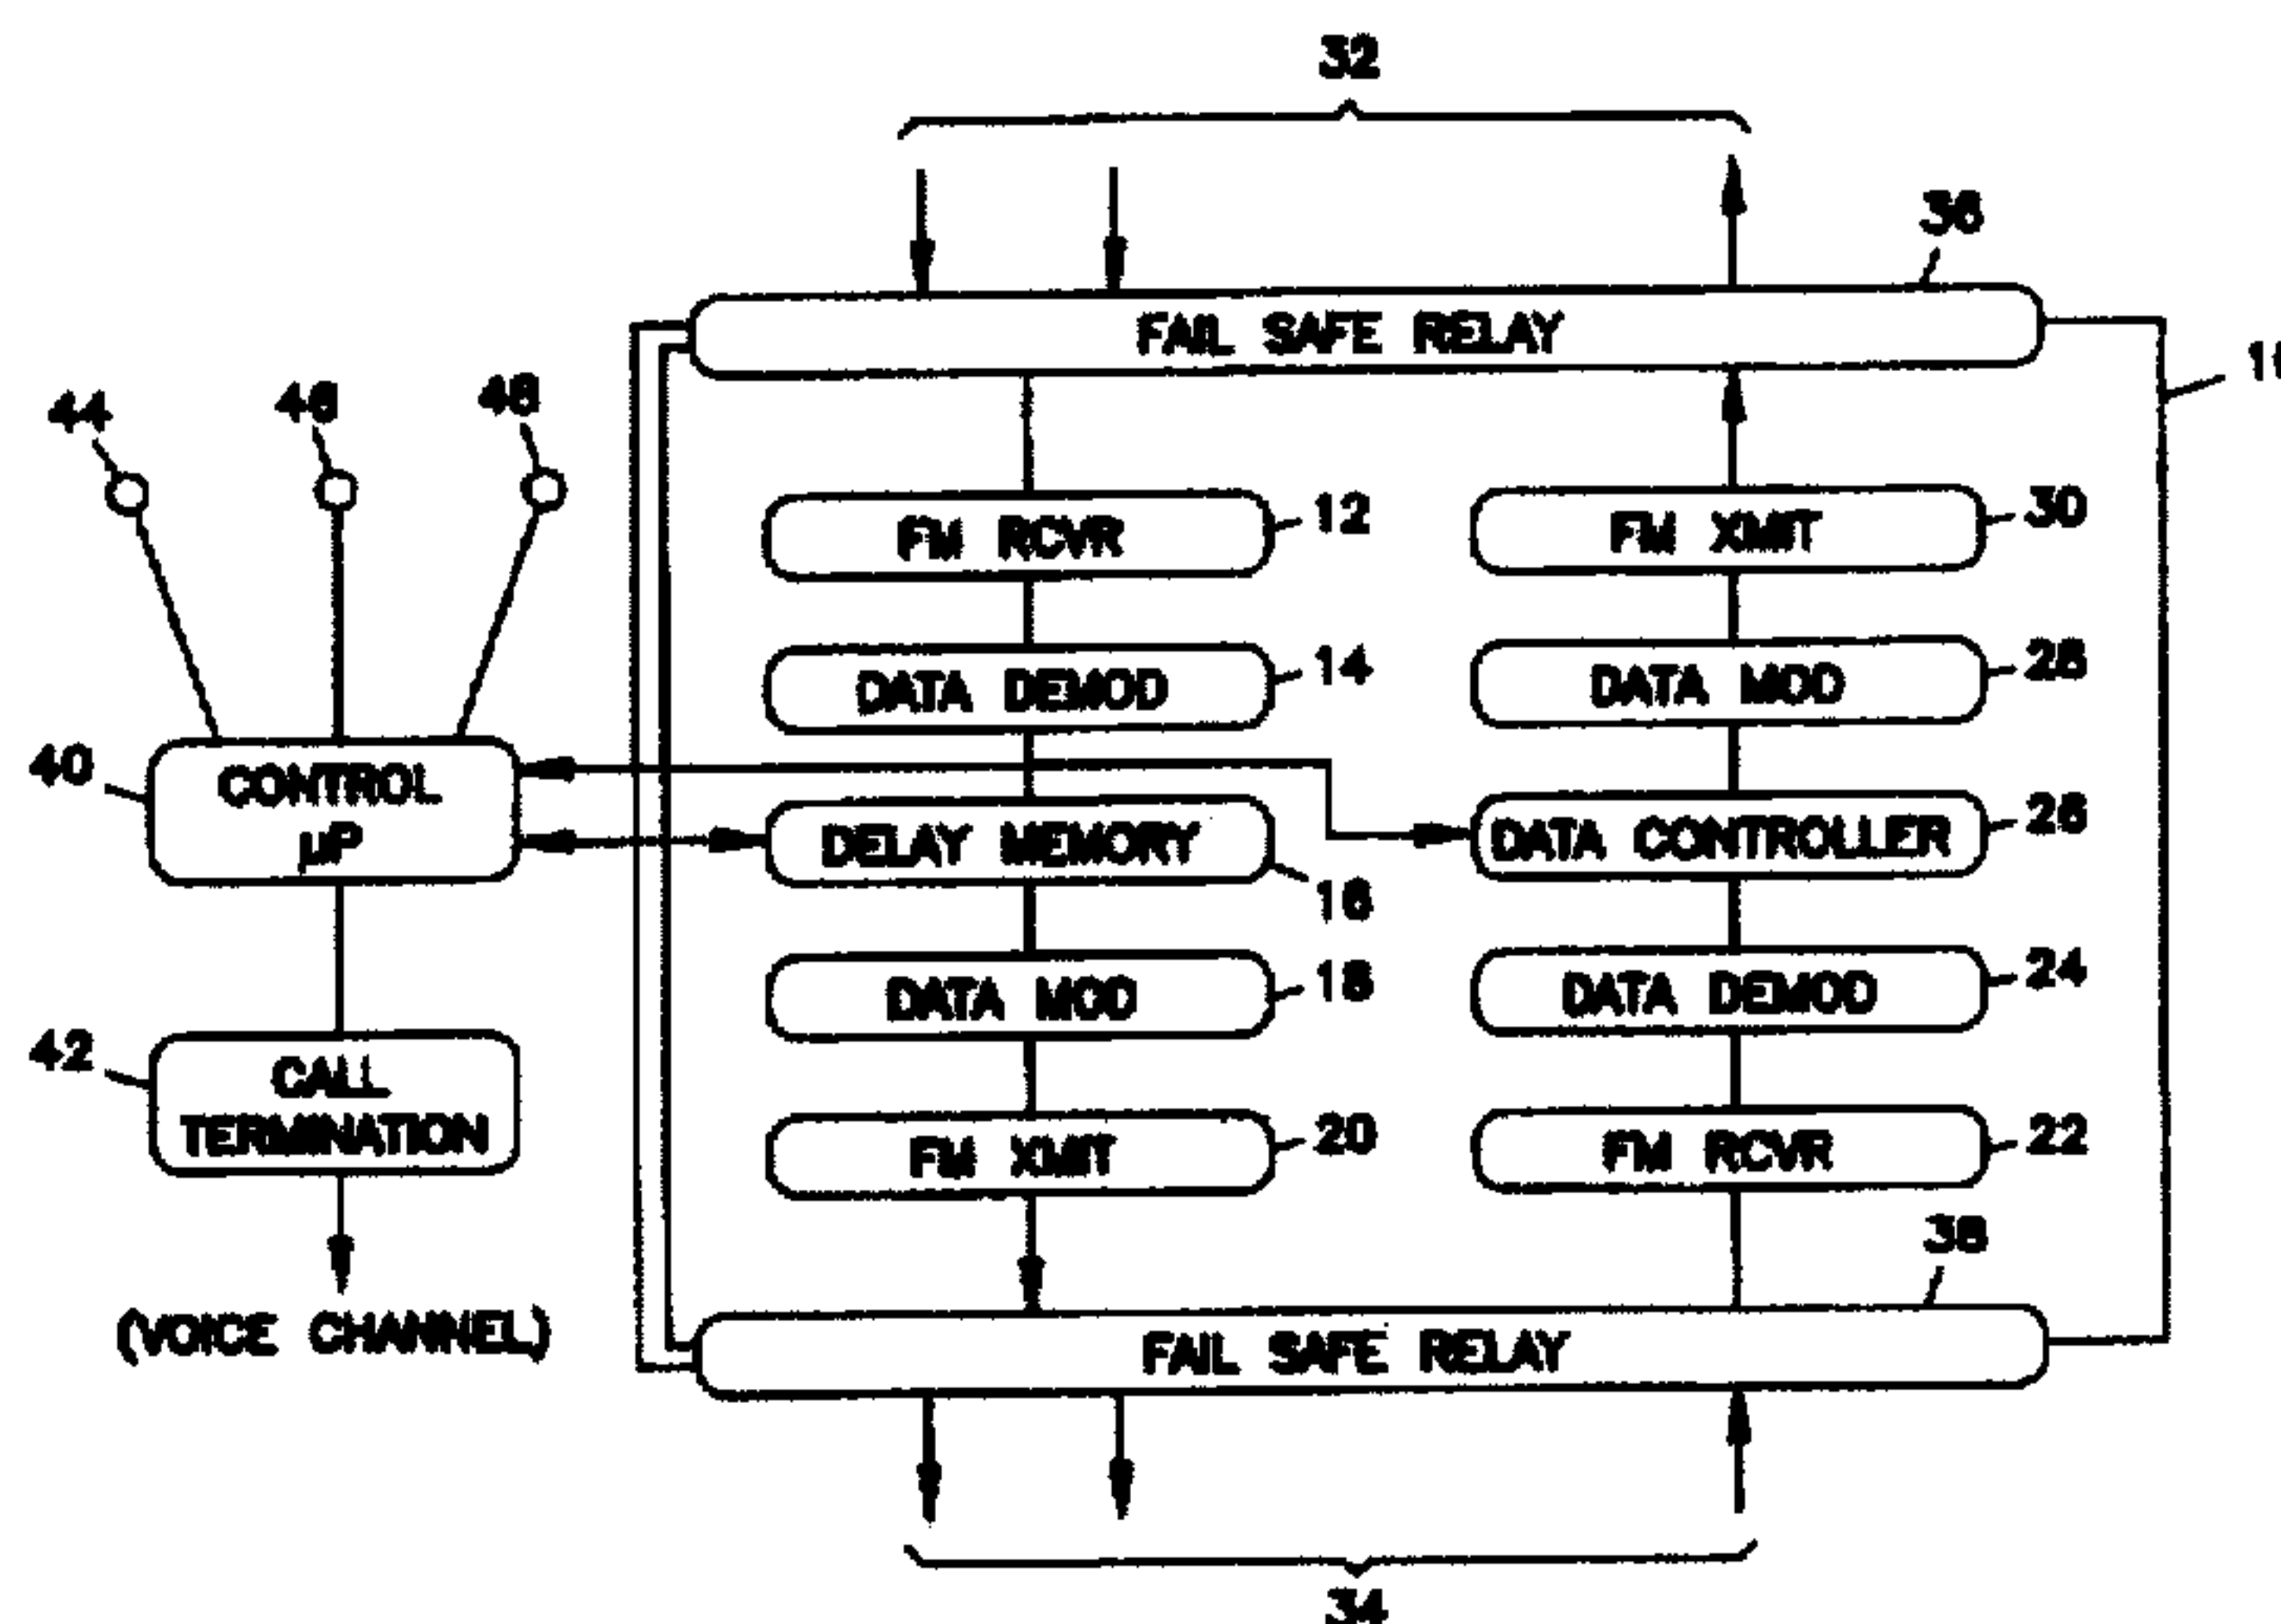 32
36
FAIL SAFE RELAY
44
46
48
12
FM RCVR
FM XMIT
30
14
DATA DEMOD
DATA MOD
28
40
CONTROL
μP
DELAY MEMORY
DATA CONTROLLER
26
16
DATA MOD
18
DATA DEMOD
24
42
CALL
TERMINATION
FM XMIT
20
FM RCVR
22
38
(VOICE CHANNEL)
FAIL SAFE RELAY
34